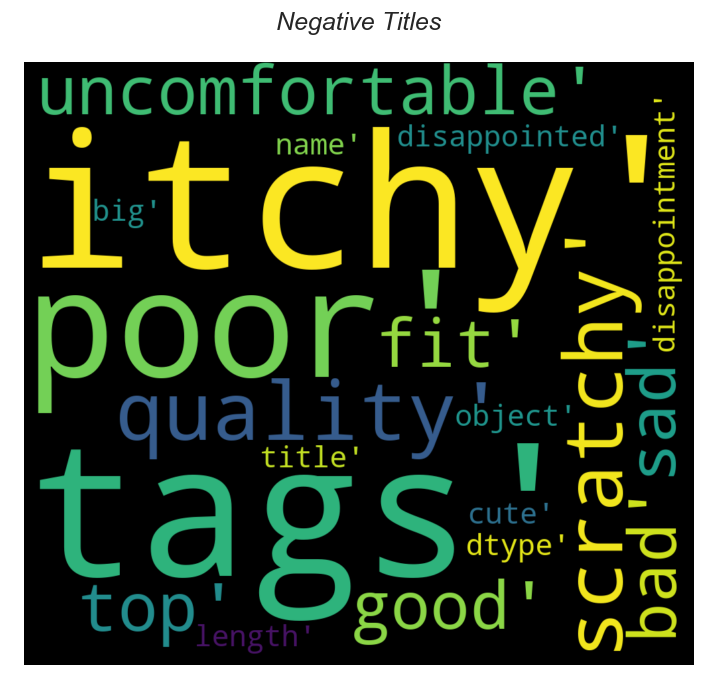 Negative Titles
uncomfortable'
itchy'
name'
disappointed'
big'
disappointment'
poor'
fit'
scratchy'
sad'
quality'
object'
title'
tags'
cute'
dtype'
bad'
top'
good'
length'